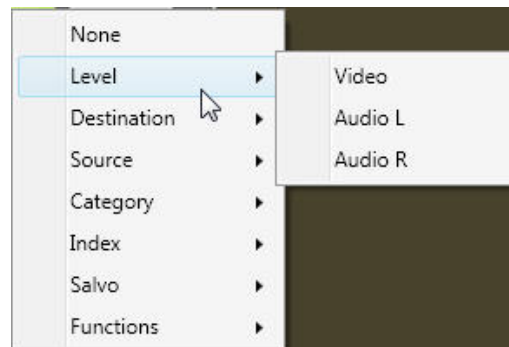 None
Level
Destination
Source
Category
Index
Salvo
Functions
Video
Audio L
Audio R